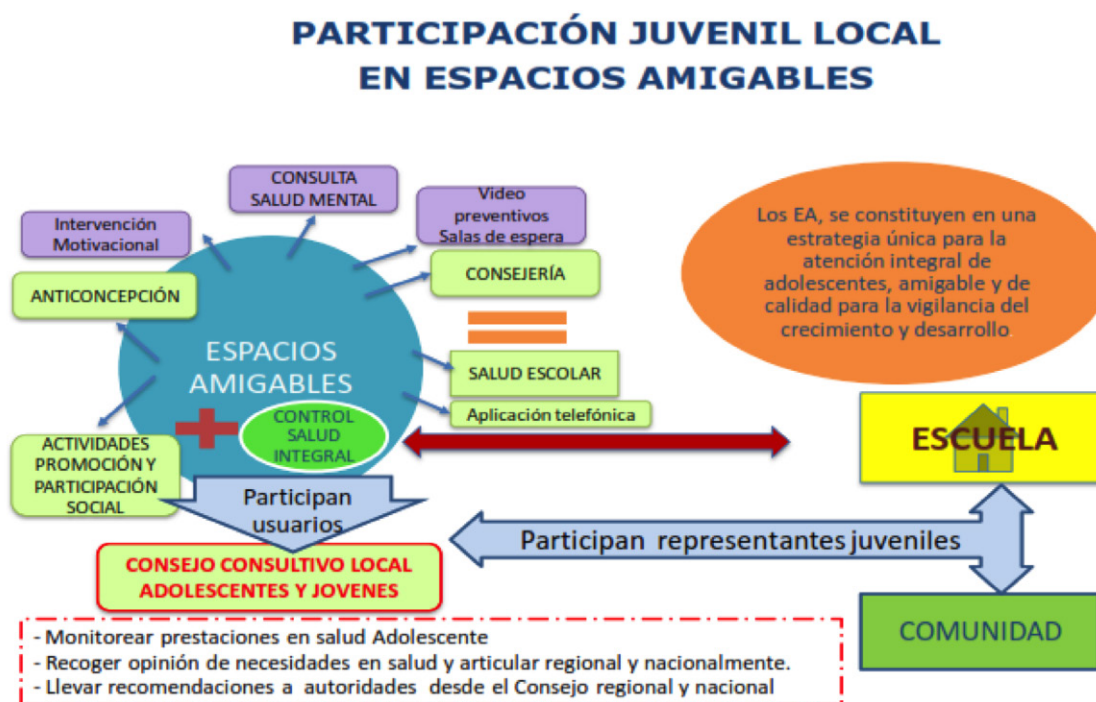 PARTICIPACIÓN JUVENIL LOCAL
EN ESPACIOS AMIGABLES
CONSULTA
SALUD MENTAL
Video
preventivos
Salas de espera
Intervención
Motivacional
CONSEJERÍA
ANTICONCEPCIÓN
Los EA, se constituyen en una
estrategia única para la
atención integral de
adolescentes, amigable y de
calidad para la vigilancia del
crecimiento y desarrollo.
ESPACIOS
AMIGABLES
SALUD ESCOLAR
Aplicación telefónica
CONTROL
SALUD
INTEGRAL
ESCUELA
ACTIVIDADES
PROMOCIÓN Y
PARTICIPACIÓN
SOCIAL
Participan
usuarios
Participan representantes juveniles
CONSEJO CONSULTIVO LOCAL
ADOLESCENTES Y JOVENES
COMUNIDAD
- Monitorear prestaciones en salud Adolescente
- Recoger opinión de necesidades en salud y articular regional y nacionalmente.
- Llevar recomendaciones a autoridades desde el Consejo regional y nacional